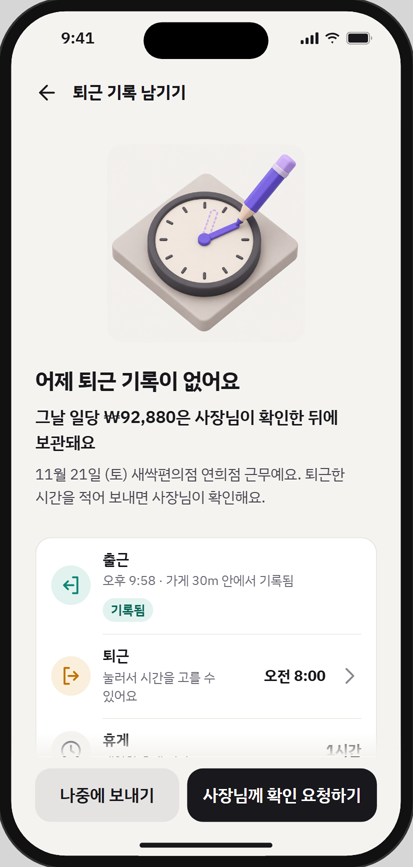 9:41
퇴근 기록 남기기
어제 퇴근 기록이 없어요
그날 일당 ₩92,880은 사장님이 확인한 뒤에
보관돼요
11월 21일 (토) 새싹편의점 연희점 근무예요. 퇴근한
시간을 적어 보내면 사장님이 확인해요.
출근
오후 9:58 · 가게 30m 안에서 기록됨
기록됨
퇴근
눌러서 시간을 고를 수
있어요
오전 8:00
휴게
1시간
나중에 보내기
사장님께 확인 요청하기